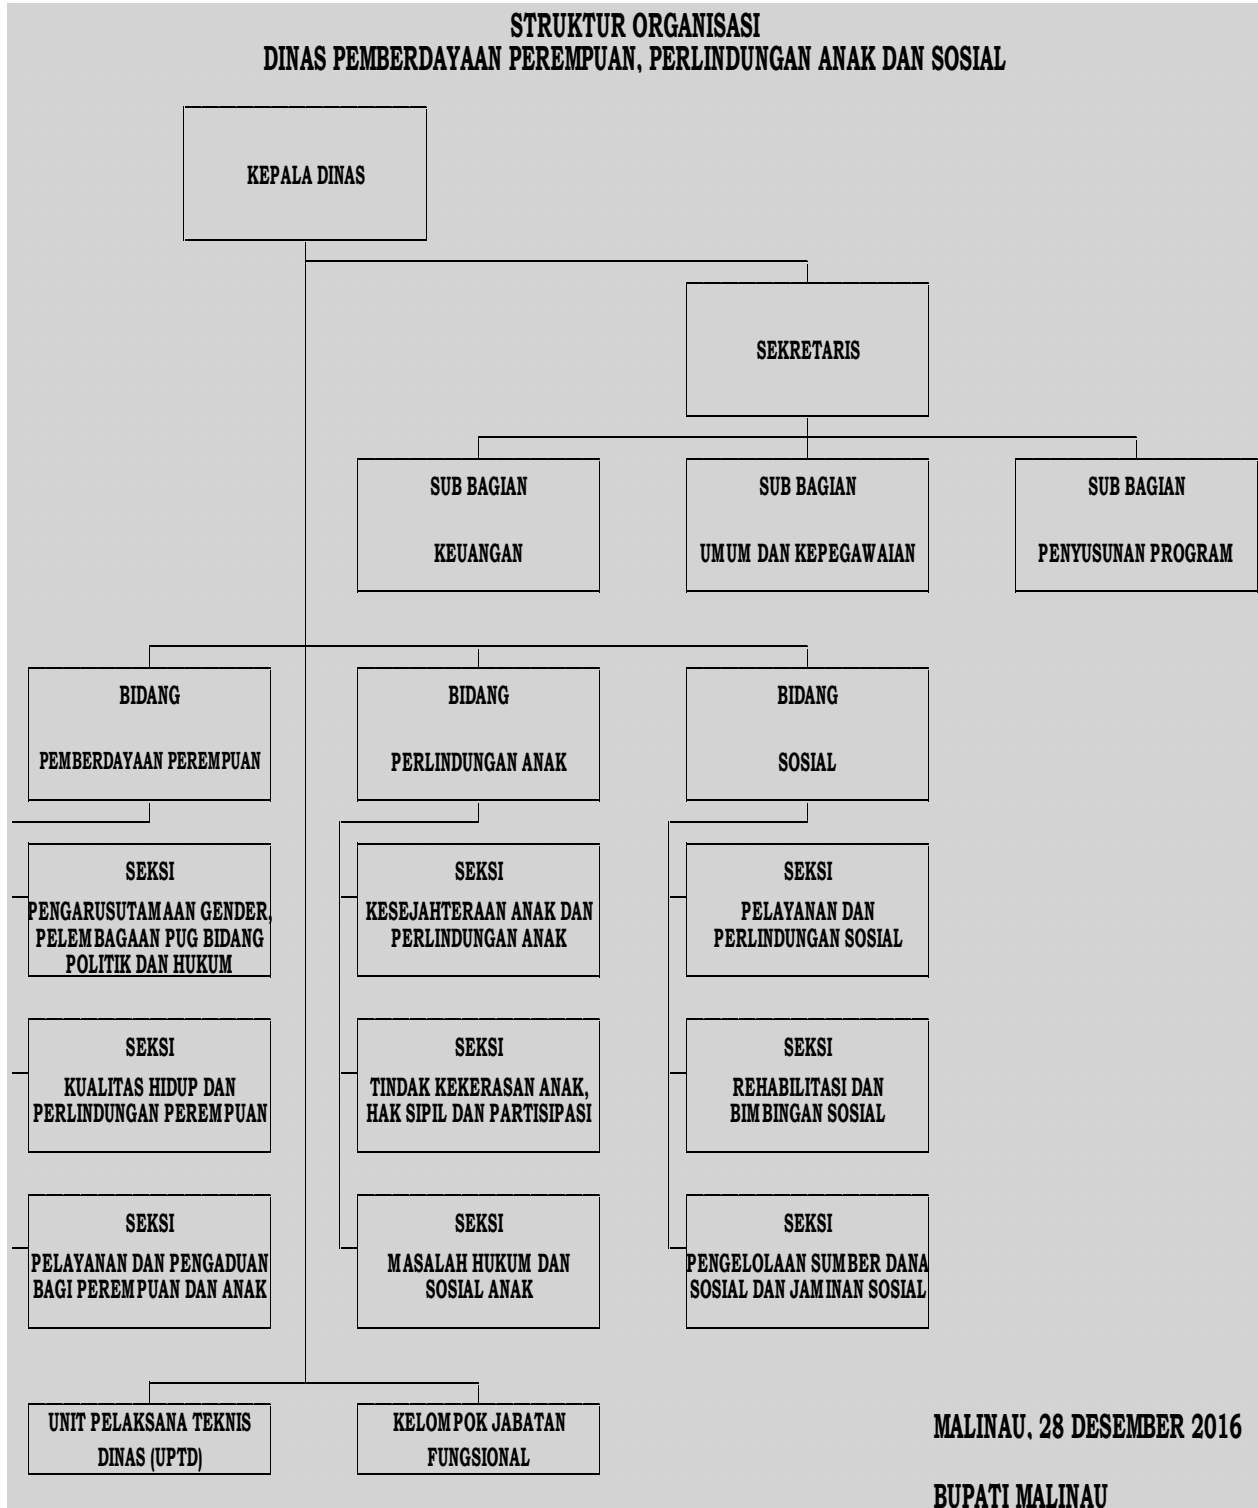 STRUKTUR ORGANISASI
DINAS PEMBERDAYAAN PEREMPUAN, PERLINDUNGAN ANAK DAN SOSIAL
KEPALA DINAS
SEKRETARIS
SUB BAGIAN
KEUANGAN
SUB BAGIAN
UMUM DAN KEPEGAWAIAN
SUB BAGIAN
PENYUSUNAN PROGRAM
BIDANG
PEMBERDAYAAN PEREMPUAN
BIDANG
PERLINDUNGAN ANAK
BIDANG
SOSIAL
SEKSI
PENGARUSUTAMAAN GENDER,
PELEMBAGAAN PUG BIDANG
POLITIK DAN HUKUM
SEKSI
KESEJAHTERAAN ANAK DAN
PERLINDUNGAN ANAK
SEKSI
PELAYANAN DAN
PERLINDUNGAN SOSIAL
SEKSI
KUALITAS HIDUP DAN
PERLINDUNGAN PEREMPUAN
SEKSI
TINDAK KEKERASAN ANAK,
HAK SIPIL DAN PARTISIPASI
SEKSI
REHABILITASI DAN
BIMBINGAN SOSIAL
SEKSI
PELAYANAN DAN PENGADUAN
BAGI PEREMPUAN DAN ANAK
SEKSI
MASALAH HUKUM DAN
SOSIAL ANAK
SEKSI
PENGELOLAAN SUMBER DANA
SOSIAL DAN JAMINAN SOSIAL
UNIT PELAKSANA TEKNIS
DINAS (UPTD)
KELOMPOK JABATAN
FUNGSIONAL
MALINAU, 28 DESEMBER 2016
BUPATI MALINAU